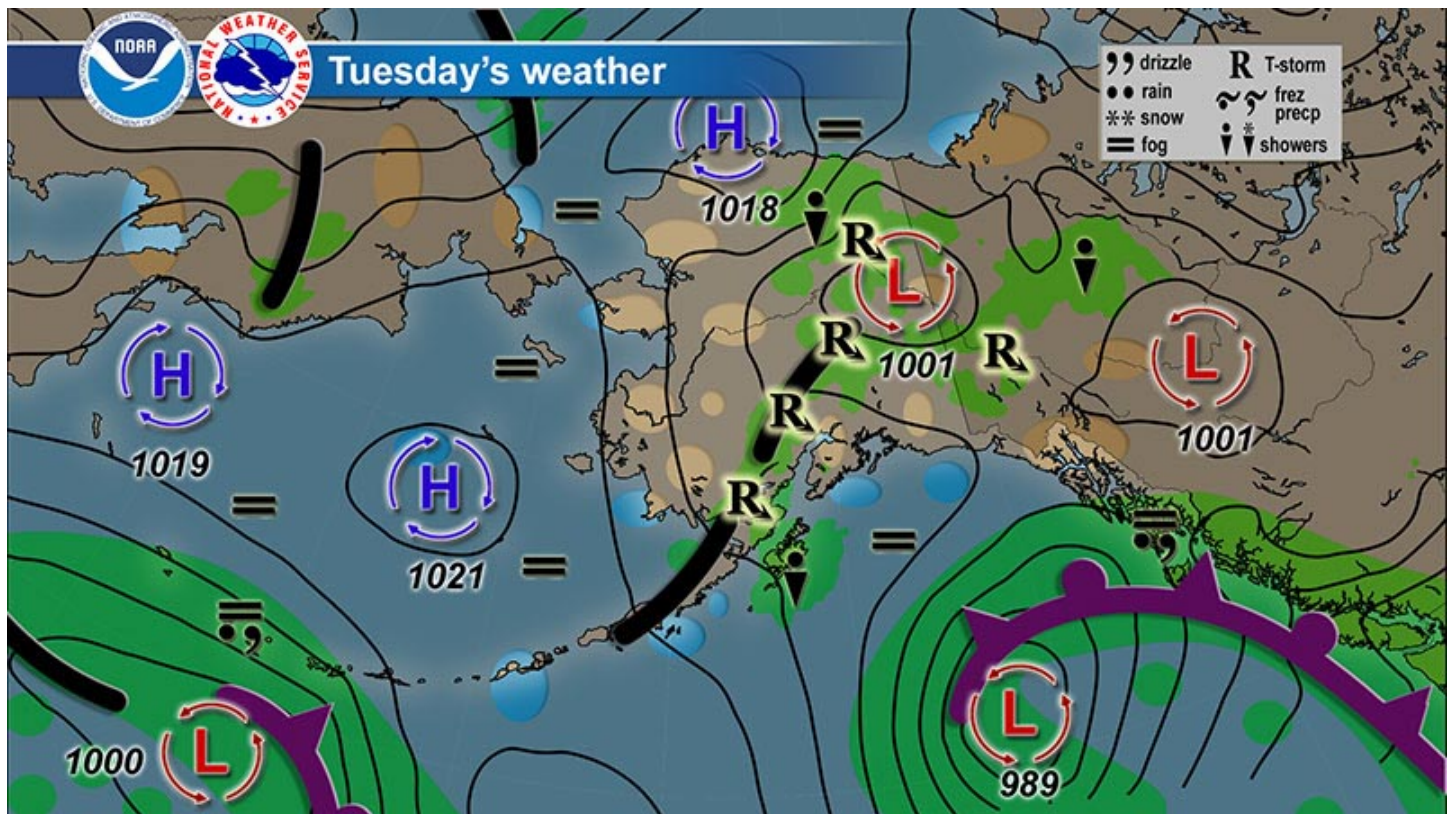 NOAA
NATIONAL WEATHER SERVICE
Tuesday's weather
drizzle
R T-storm
rain
frez
precp
snow
fog
showers
H
1018
R
L
1001
R
R
L
1001
H
1019
R
H
1021
R
L
1000
L
989